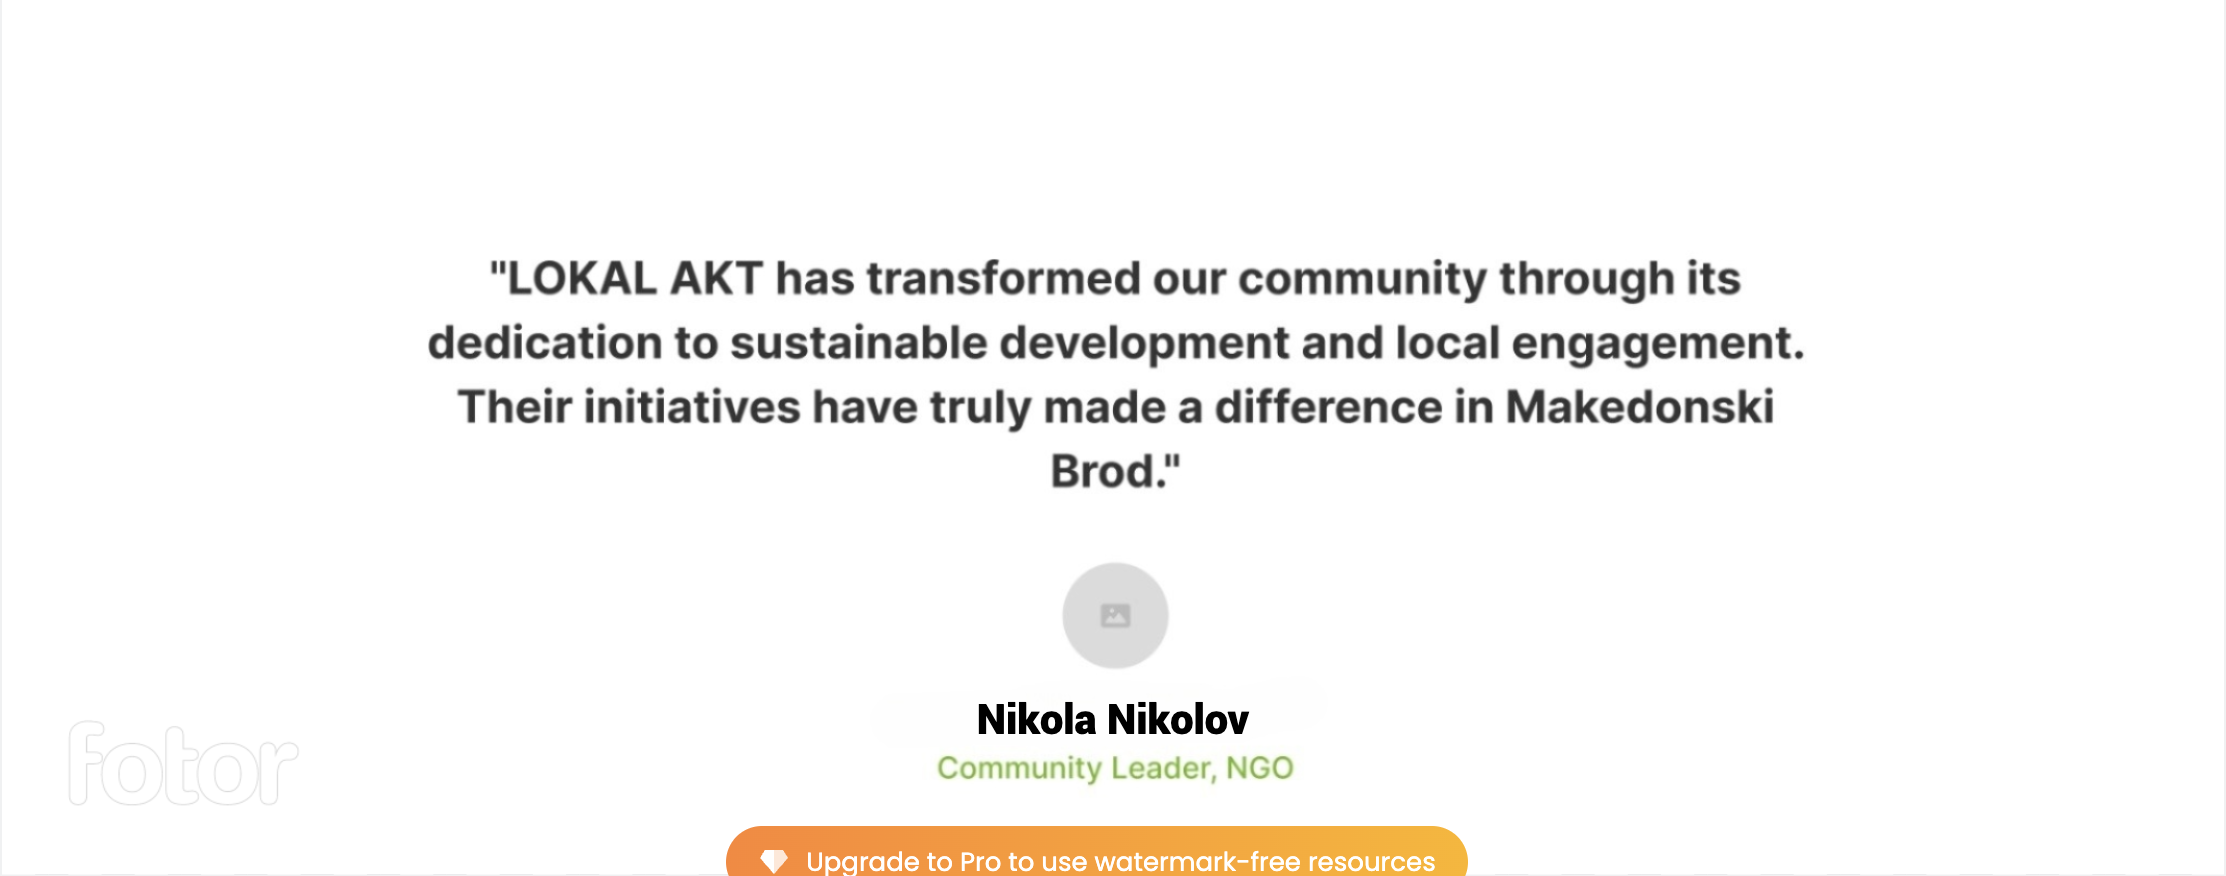 "LOKAL AKT has transformed our community through its
dedication to sustainable development and local engagement.
Their initiatives have truly made a difference in Makedonski
Brod."
Nikola Nikolov
Community Leader, NGO
fotor
Upgrade to Pro to use watermark-free resources